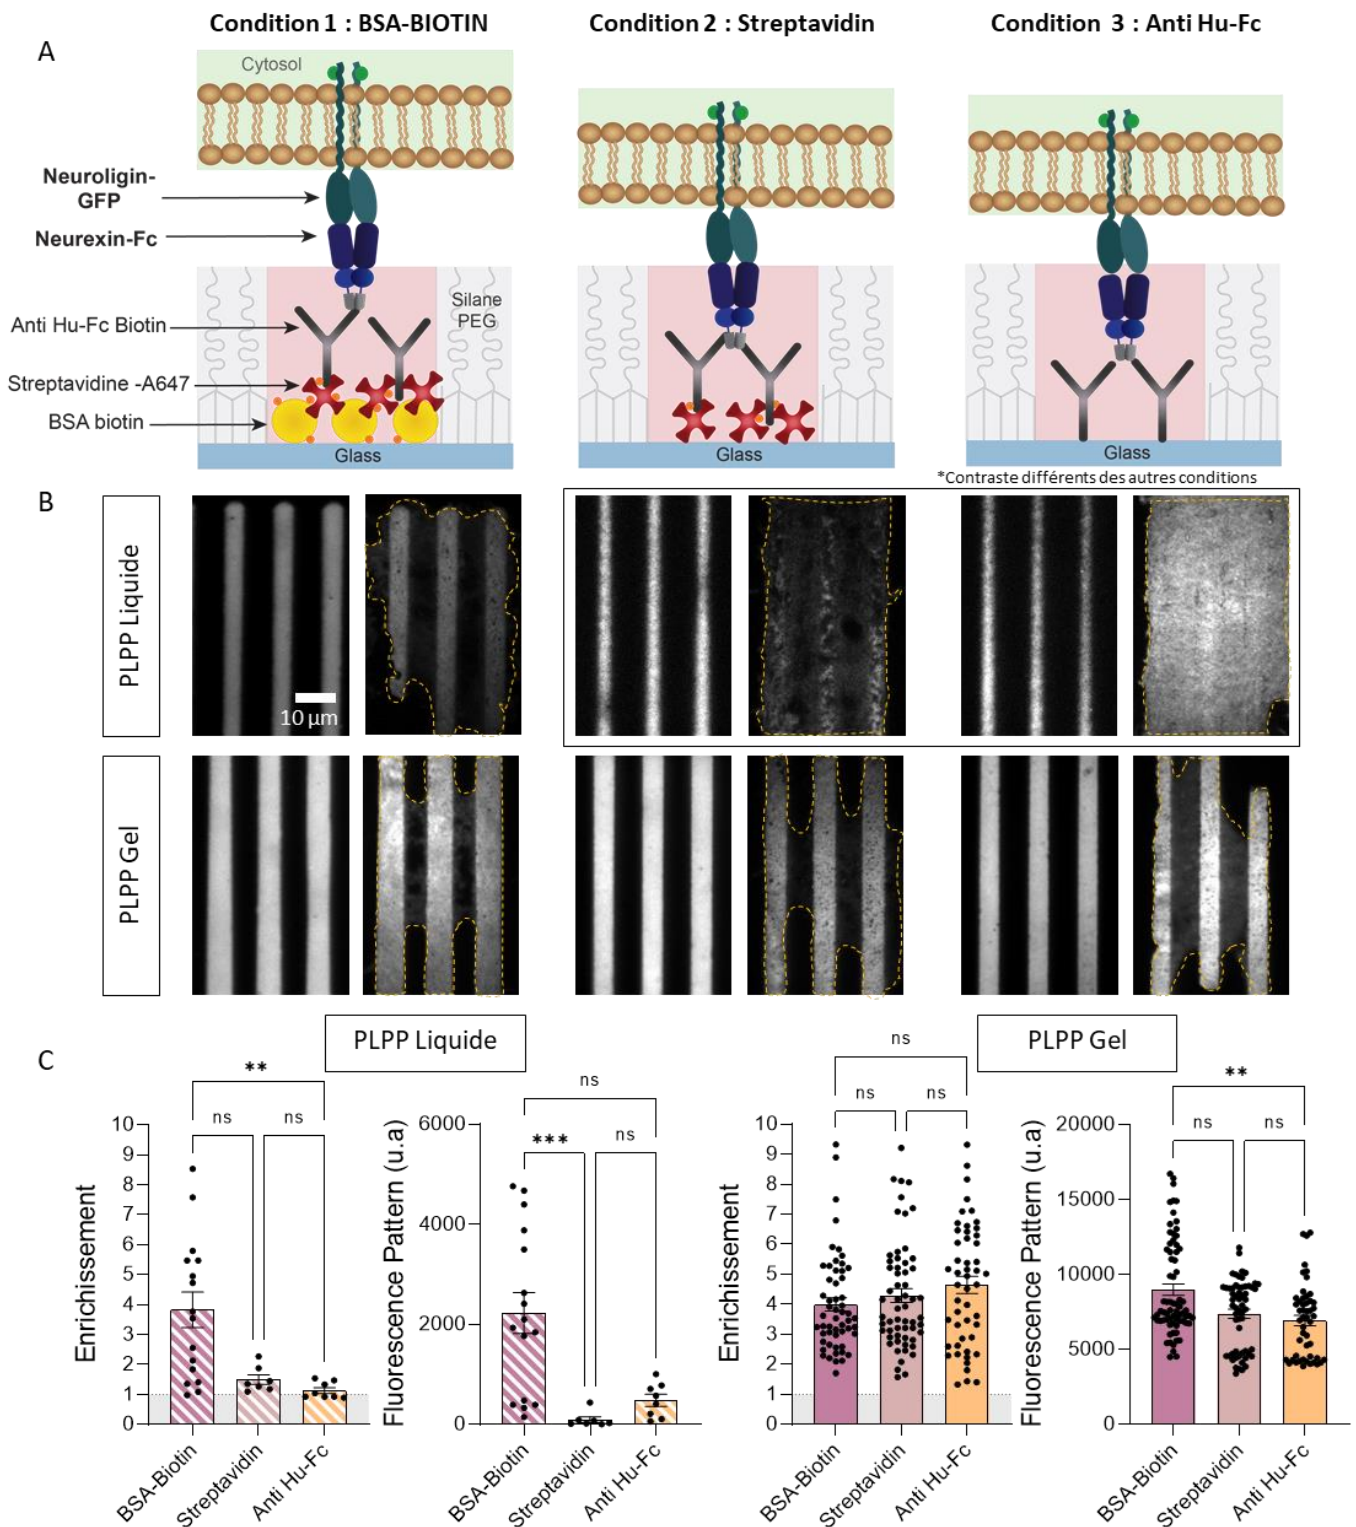 Condition 1 : BSA-BIOTIN
Condition 2 : Streptavidin
Condition 3 : Anti Hu-Fc
A
Cytosol
Neuroligin-
GFP
Neurexin-Fc
Anti Hu-Fc Biotin
Streptavidine -A647
BSA biotin
Silane
PEG
Glass
Glass
Glass
*Contraste différents des autres conditions
B
PLPP Liquide
10 µm
PLPP Gel
C
PLPP Liquide
PLPP Gel
**
ns
ns
Enrichissement
10
9
8
7
6
5
4
3
2
1
0
BSA-Biotin
Streptavidin
Anti Hu-Fc
ns
***
ns
Fluorescence Pattern (u.a)
6000
4000
2000
0
BSA-Biotin
Streptavidin
Anti Hu-Fc
ns
ns
ns
Enrichissement
10
9
8
7
6
5
4
3
2
1
0
BSA-Biotin
Streptavidin
Anti Hu-Fc
**
ns
ns
Fluorescence Pattern (u.a)
20000
15000
10000
5000
0
BSA-Biotin
Streptavidin
Anti Hu-Fc